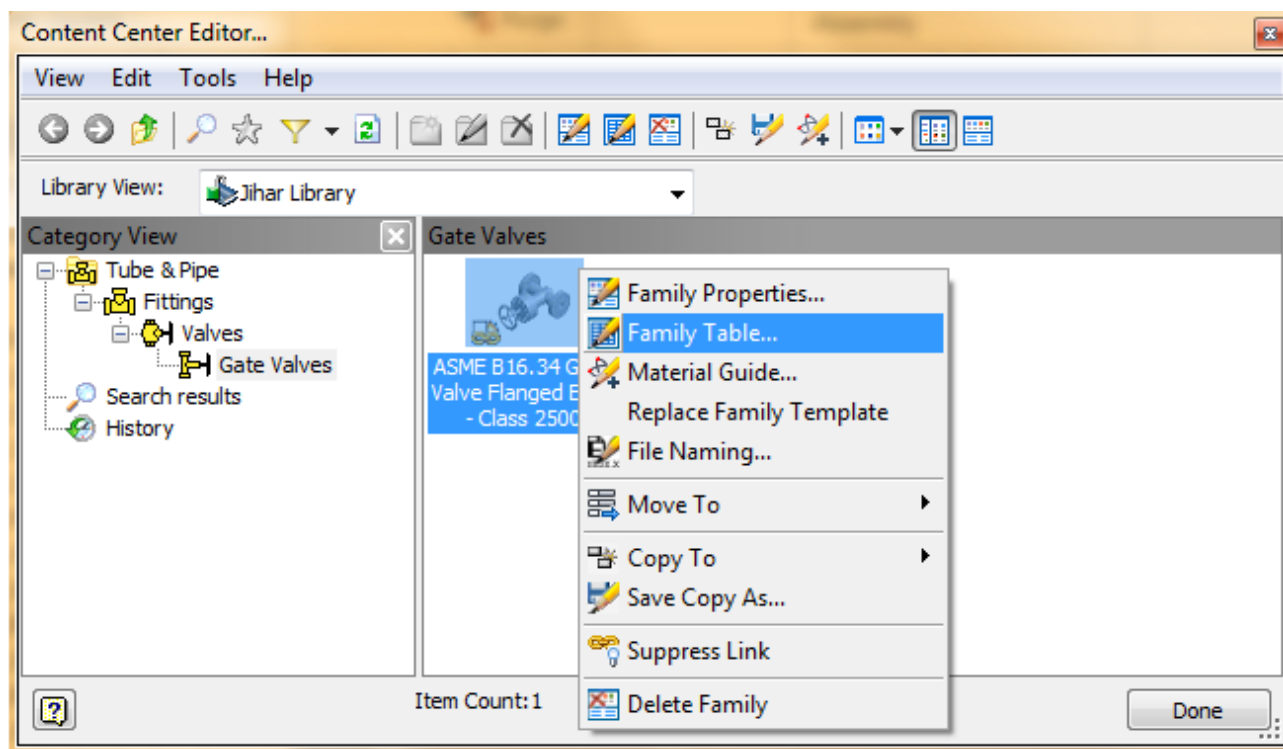 Content Center Editor...
View Edit Tools Help
Library View: Jihar Library
Category View
Tube & Pipe
Fittings
Valves
Gate Valves
Search results
History
Gate Valves
ASME B16.34 G
Valve Flanged E
- Class 2500
Family Properties...
Family Table...
Material Guide...
Replace Family Template
File Naming...
Move To
Copy To
Save Copy As...
Suppress Link
Delete Family
Item Count:1
Done